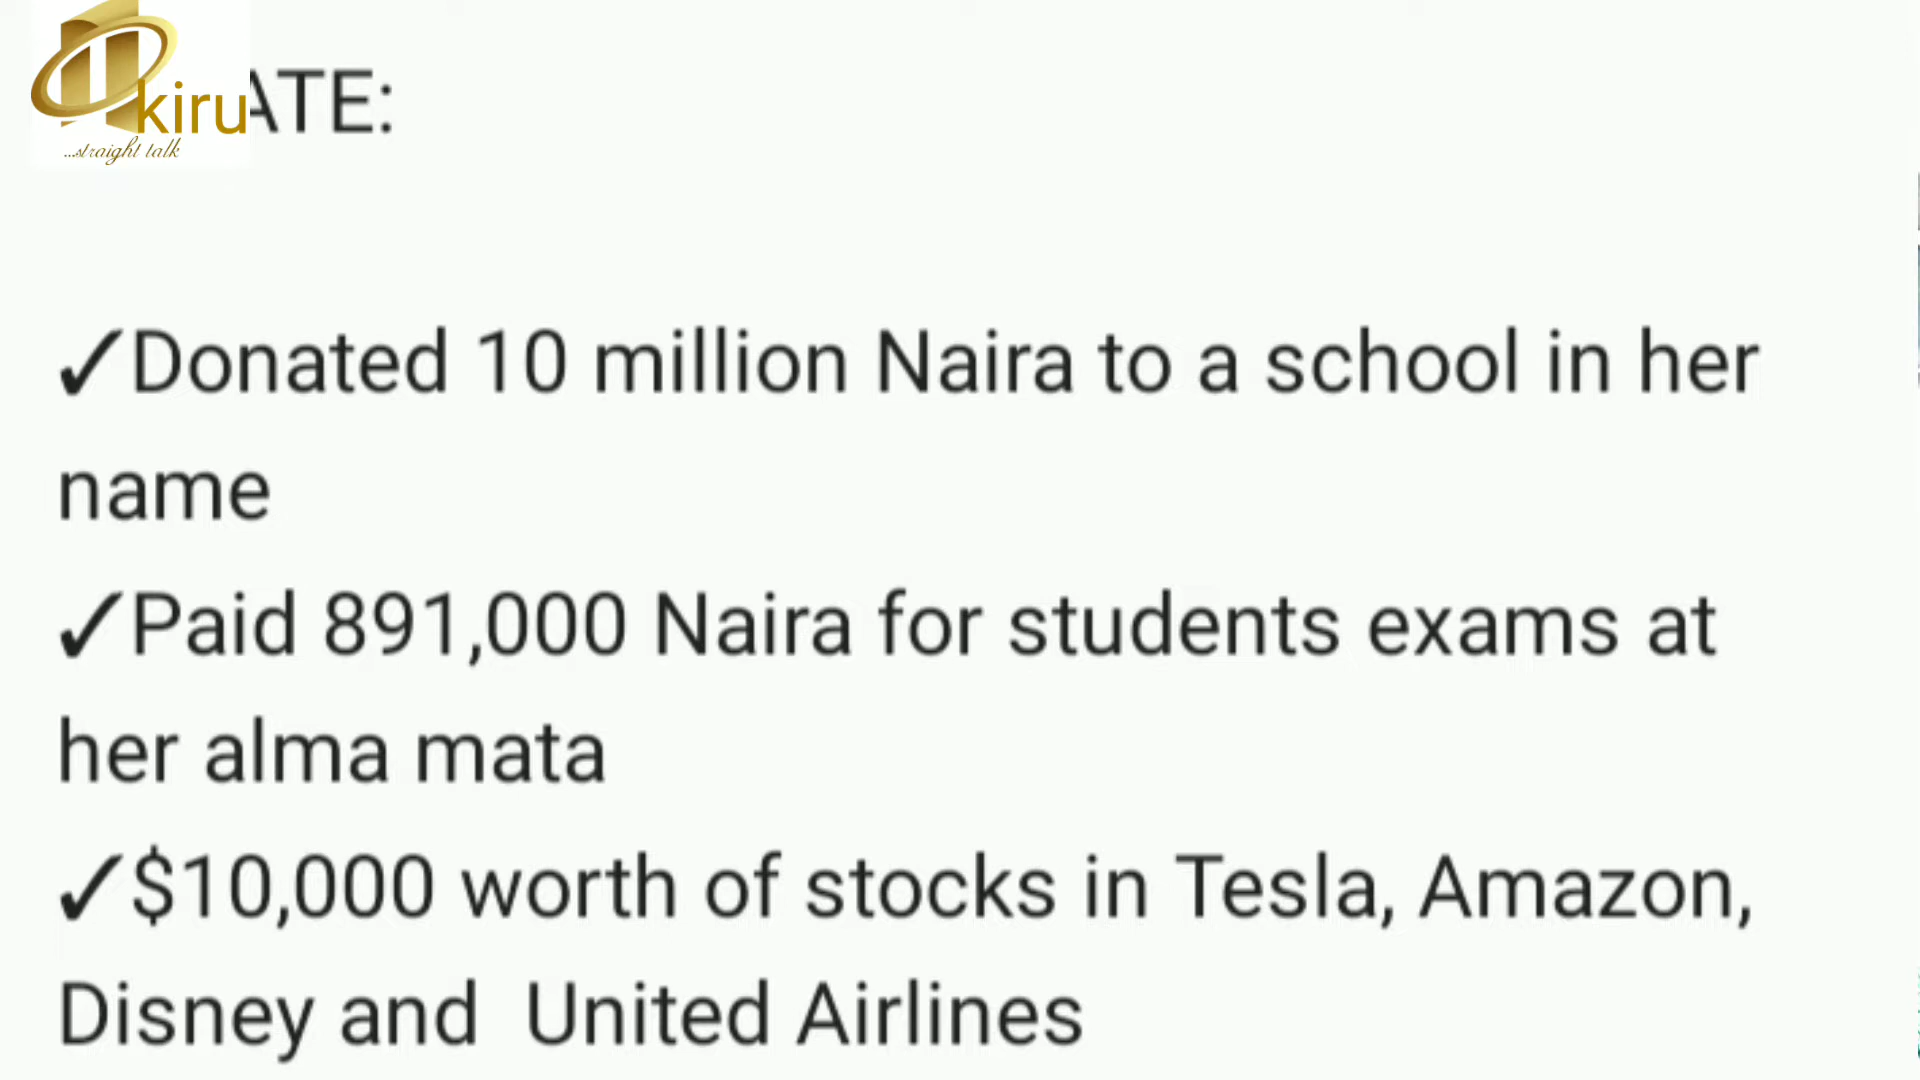 kiru
...straight talk
ATE:
✓Donated 10 million Naira to a school in her
name
✓Paid 891,000 Naira for students exams at
her alma mata
✓$10,000 worth of stocks in Tesla, Amazon,
Disney and  United Airlines